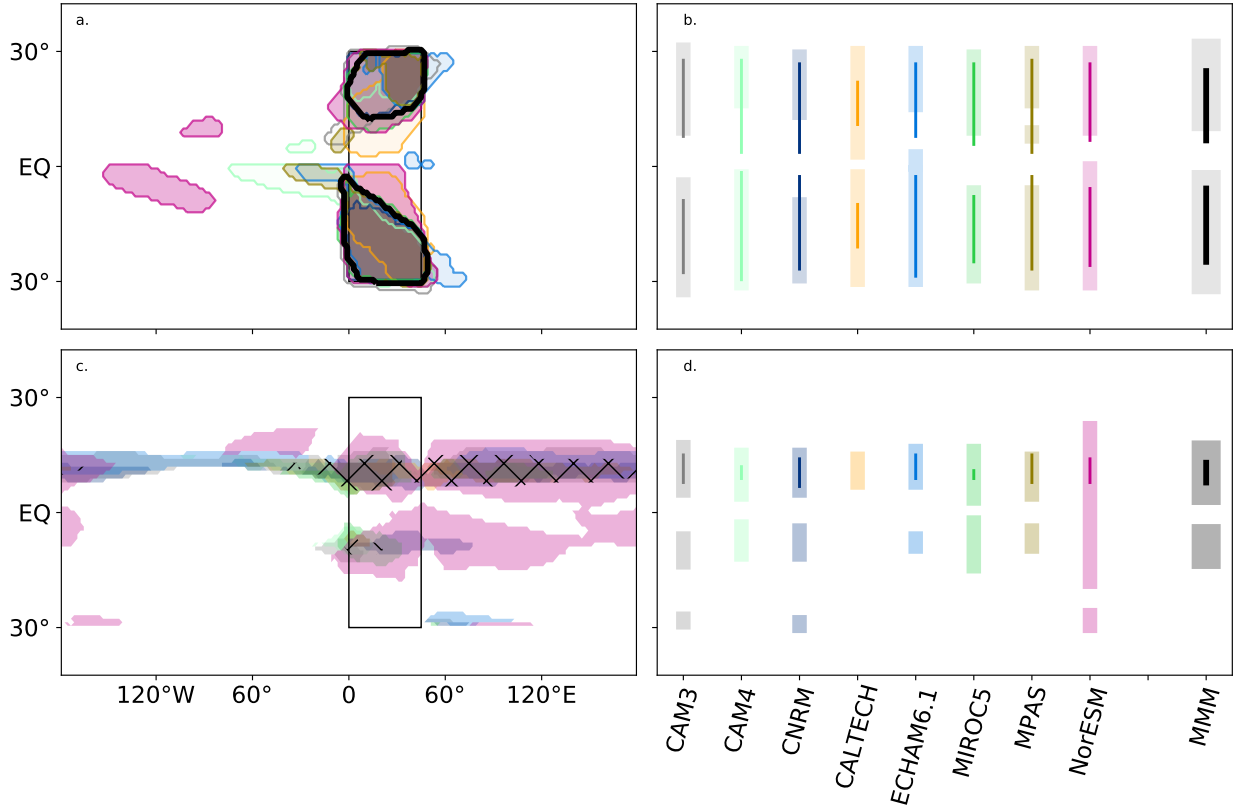 a.
b.
30°
EQ
30°
c.
d.
30°
EQ
30°
120°W
60°
0
60°
120°E
CAM3
CAM4
CNRM
CALTECH
ECHAM6.1
MIROC5
MPAS
NorESM
MMM